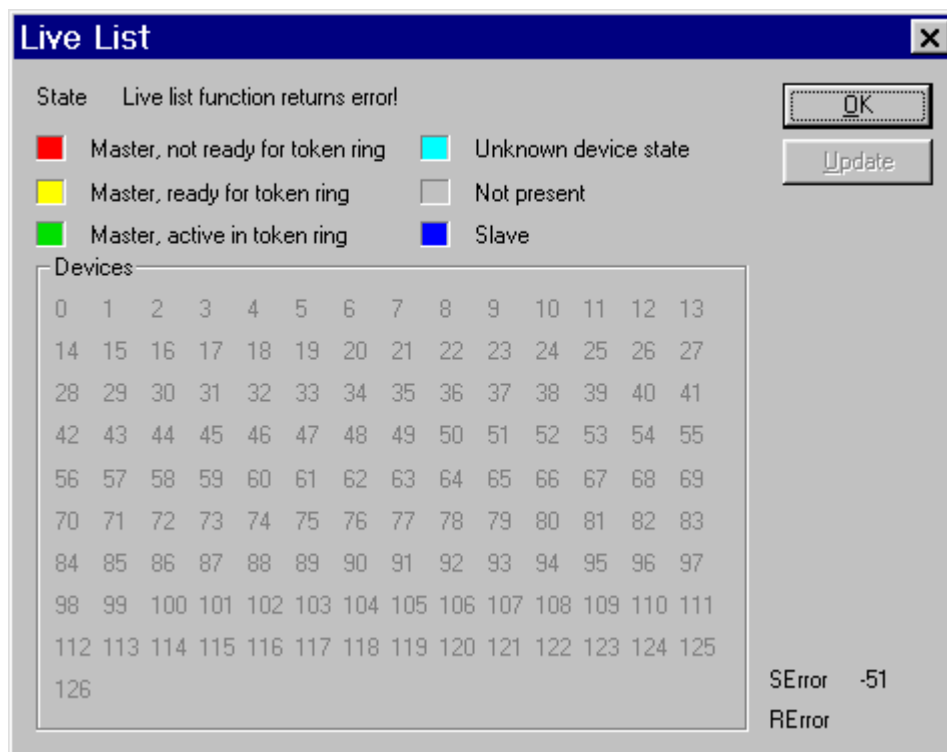 Live List
State Live list function returns error!
OK
Master, not ready for token ring Unknown device state
Update
Master, ready for token ring Not present
Master, active in token ring Slave
Devices
0 1 2 3 4 5 6 7 8 9 10 11 12 13
14 15 16 17 18 19 20 21 22 23 24 25 26 27
28 29 30 31 32 33 34 35 36 37 38 39 40 41
42 43 44 45 46 47 48 49 50 51 52 53 54 55
56 57 58 59 60 61 62 63 64 65 66 67 68 69
70 71 72 73 74 75 76 77 78 79 80 81 82 83
84 85 86 87 88 89 90 91 92 93 94 95 96 97
98 99 100 101 102 103 104 105 106 107 108 109 110 111
112 113 114 115 116 117 118 119 120 121 122 123 124 125
126
SError -51
RError